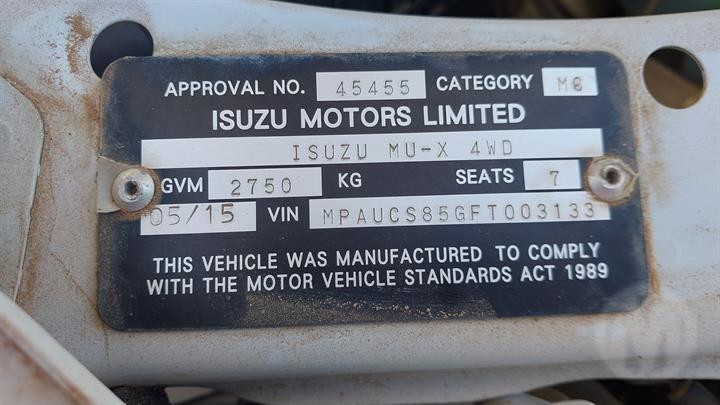 APPROVAL NO. 45455 CATEGORY MC
ISUZU MOTORS LIMITED
ISUZU MU-X 4WD
GVM 2750 KG SEATS 7
05/15 VIN MPAUCS85GFT003133
THIS VEHICLE WAS MANUFACTURED TO COMPLY
WITH THE MOTOR VEHICLE STANDARDS ACT 1989